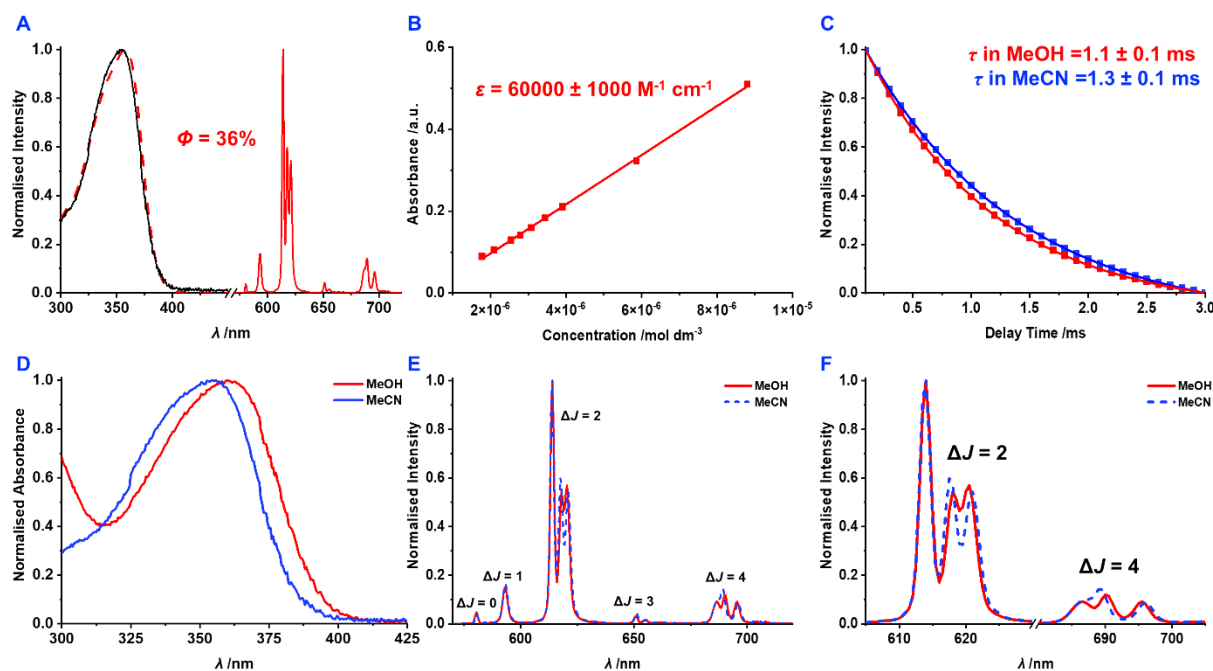 A
Normalised Intensity
1.0
0.8
0.6
0.4
0.2
0.0
Φ = 36%
300
350
400
600
650
700
λ /nm
B
Absorbance /a.u.
0.6
0.4
0.2
0.0
ε = 60000 ± 1000 M⁻¹ cm⁻¹
2×10⁻⁶
4×10⁻⁶
6×10⁻⁶
8×10⁻⁶
1×10⁻⁵
Concentration /mol dm⁻³
C
Normalised Intensity
1.0
0.8
0.6
0.4
0.2
0.0
τ in MeOH =1.1 ± 0.1 ms
τ in MeCN =1.3 ± 0.1 ms
0.5
1.0
1.5
2.0
2.5
3.0
Delay Time /ms
D
Normalised Absorbance
1.0
0.8
0.6
0.4
0.2
0.0
MeOH
MeCN
300
325
350
375
400
425
λ /nm
E
Normalised Intensity
1.0
0.8
0.6
0.4
0.2
0.0
MeOH
MeCN
ΔJ = 0
ΔJ = 1
ΔJ = 2
ΔJ = 3
ΔJ = 4
600
650
700
λ /nm
F
Normalised Intensity
1.0
0.8
0.6
0.4
0.2
0.0
MeOH
MeCN
ΔJ = 2
ΔJ = 4
610
620
690
700
λ /nm